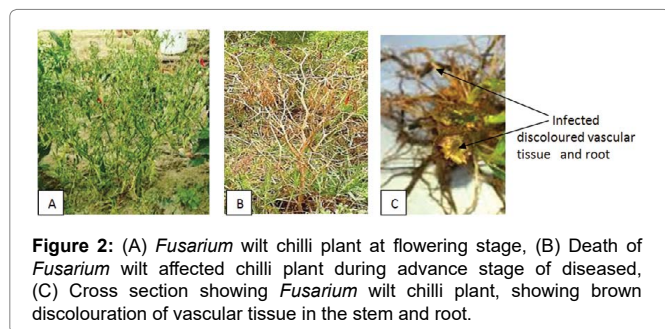 A
B
C
Infected
discoloured vascular
tissue and root
Figure 2: (A) Fusarium wilt chilli plant at flowering stage, (B) Death of
Fusarium wilt affected chilli plant during advance stage of diseased,
(C) Cross section showing Fusarium wilt chilli plant, showing brown
discolouration of vascular tissue in the stem and root.